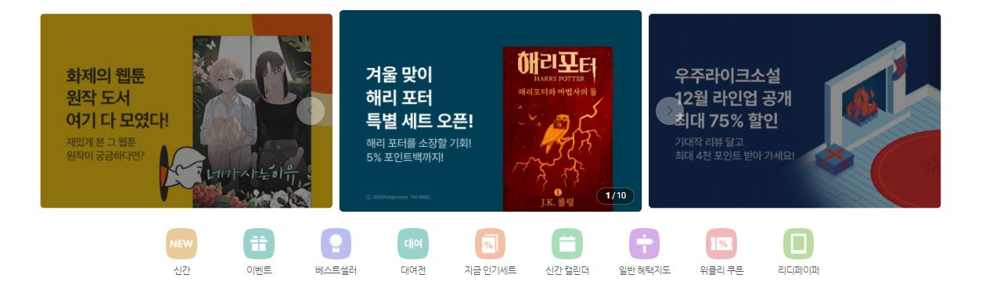 화제의 웹툰
원작 도서
여기 다 모였다!
재밌게 본 그 웹툰
원작이 궁금하다면?
네가 사는 이유
겨울 맞이
해리 포터
특별 세트 오픈!
해리 포터를 소장할 기회!
5% 포인트백까지!
ⓒ JKR/Pottermore. TM WBEI.
해리포터
HARRY POTTER
해리포터와 마법사의 돌
1
J.K. 롤링
1 / 10
우주라이크소설
12월 라인업 공개
최대 75% 할인
기대작 리뷰 달고
최대 4천 포인트 받아 가세요!
NEW
대여
%
%
신간
이벤트
베스트셀러
대여전
지금 인기세트
신간 캘린더
일반 혜택지도
위클리 쿠폰
리디페이퍼